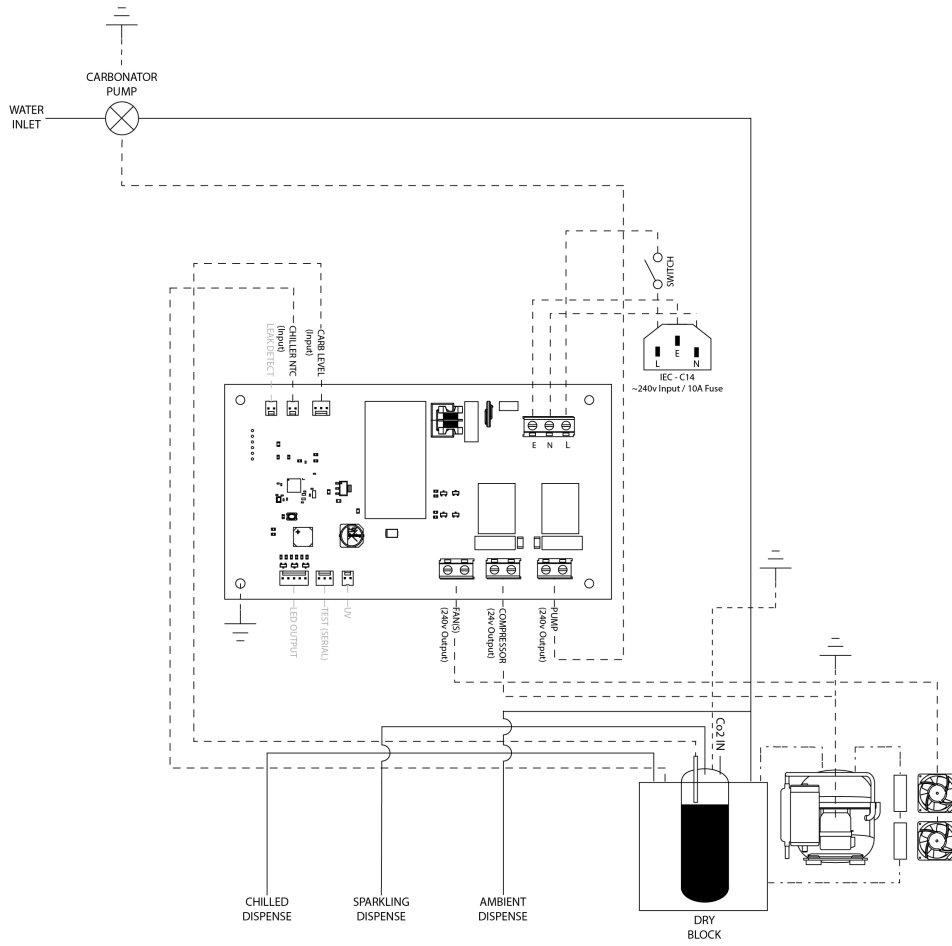 CARBONATOR
PUMP
WATER
INLET
SWITCH
L
E
N
IEC - C14
~240v Input / 10A Fuse
LEAK DETECT
CHILLER NTC
(Input)
CARB LEVEL
(Input)
E N L
LED OUTPUT
TEST (SERIAL)
UV
FAN(S)
(240v Output)
COMPRESSOR
(24v Output)
PUMP
(240v Output)
Co2 IN
CHILLED
DISPENSE
SPARKLING
DISPENSE
AMBIENT
DISPENSE
DRY
BLOCK